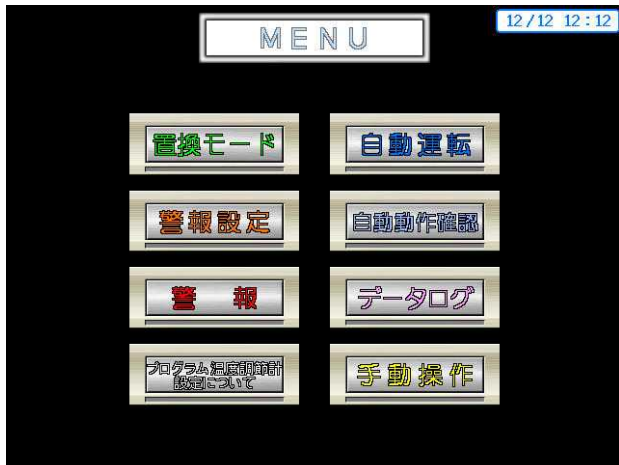 MENU
12/12 12:12
置換モード
自動運転
警報設定
自動動作確認
警報
データログ
プログラム温度調節計
設定について
手動操作